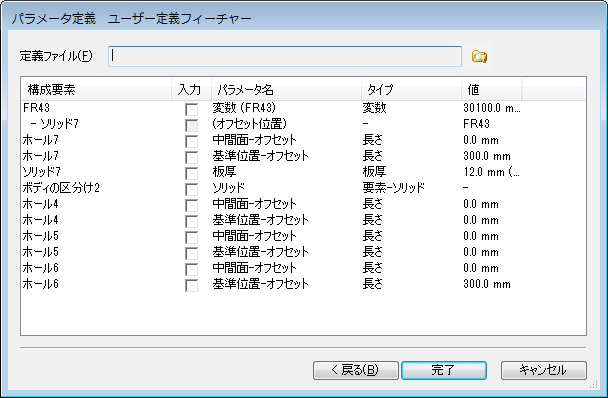 パラメータ定義　ユーザー定義フィーチャー
定義ファイル(F)
構成要素 入力 パラメータ名 タイプ 値
FR43 変数 (FR43) 変数 30100.0 m...
- ソリッド7 (オフセット位置) - FR43
ホール7 中間面-オフセット 長さ 0.0 mm
ホール7 基準位置-オフセット 長さ 300.0 mm
ソリッド7 板厚 板厚 12.0 mm (...
ボディの区分け2 ソリッド 要素-ソリッド -
ホール4 中間面-オフセット 長さ 0.0 mm
ホール4 基準位置-オフセット 長さ 0.0 mm
ホール5 中間面-オフセット 長さ 0.0 mm
ホール5 基準位置-オフセット 長さ 0.0 mm
ホール6 中間面-オフセット 長さ 0.0 mm
ホール6 基準位置-オフセット 長さ 300.0 mm
< 戻る(B) 完了 キャンセル